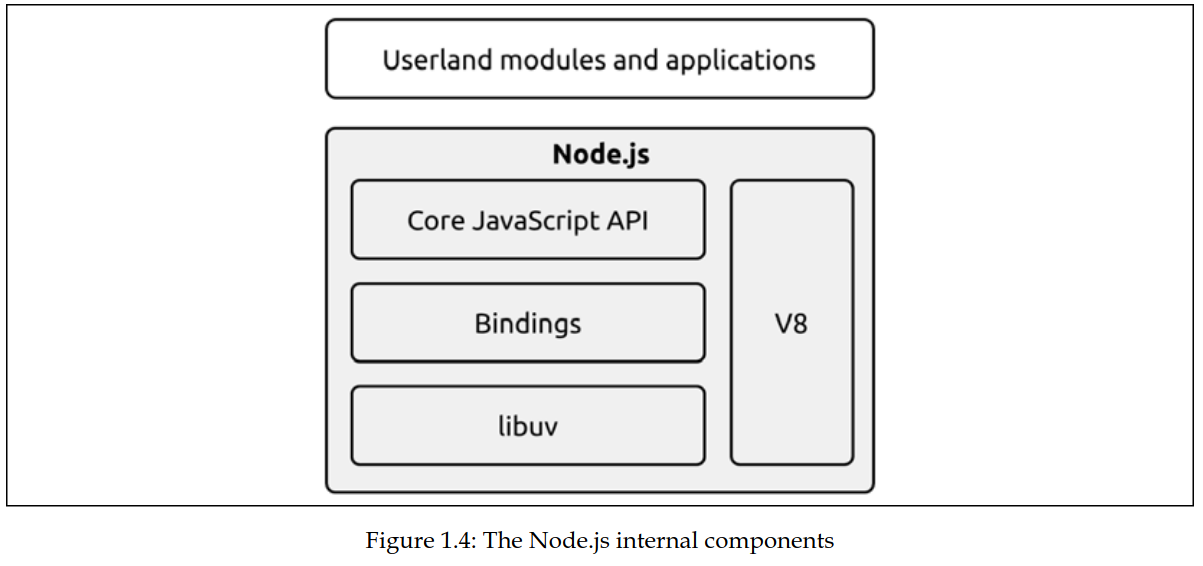 Userland modules and applications
Node.js
Core JavaScript API
Bindings
V8
libuv
Figure 1.4: The Node.js internal components